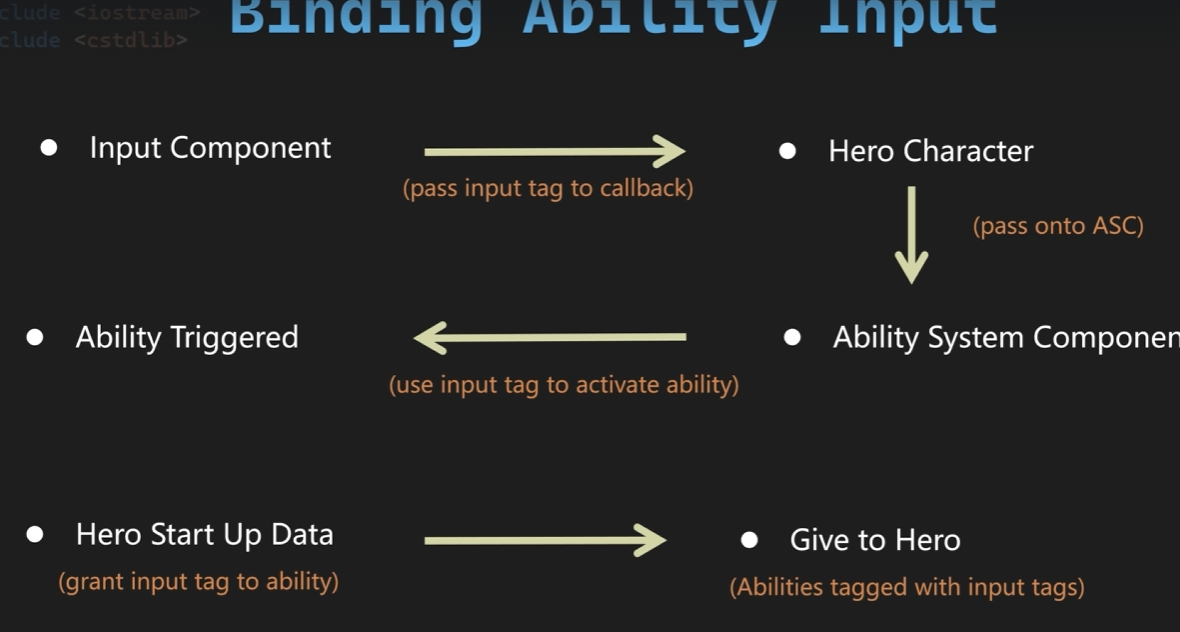 clude <iostream>
clude <cstdlib>
Binding Ability Input
Input Component
Hero Character
(pass input tag to callback)
(pass onto ASC)
Ability Triggered
Ability System Componen
(use input tag to activate ability)
Hero Start Up Data
Give to Hero
(grant input tag to ability)
(Abilities tagged with input tags)